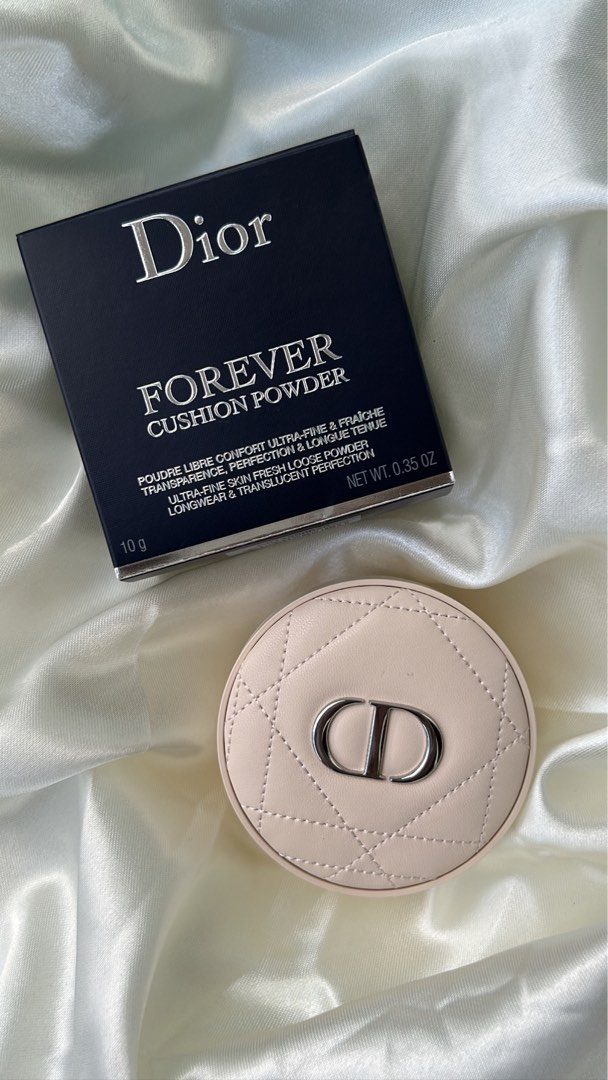 Dior
FOREVER
CUSHION POWDER
POUDRE LIBRE CONFORT ULTRA-FINE & FRAÎCHE
TRANSPARENCE, PERFECTION & LONGUE TENUE
ULTRA-FINE SKIN FRESH LOOSE POWDER
LONGWEAR & TRANSLUCENT PERFECTION
10 g
NET WT. 0.35 OZ
CD